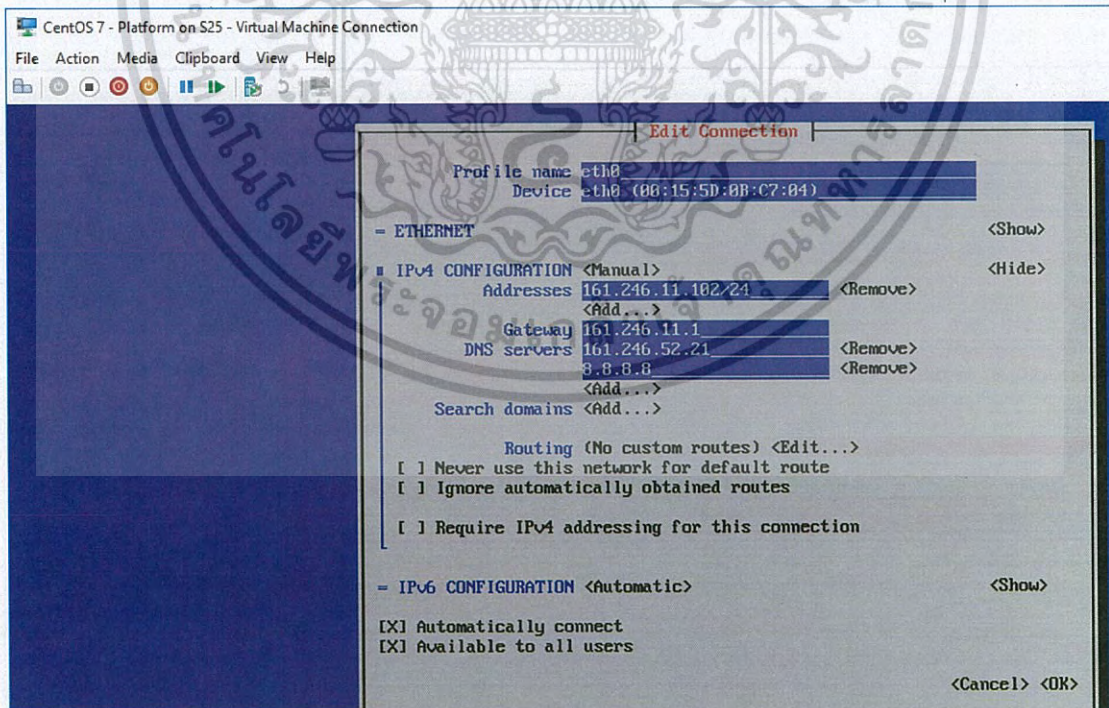 CentOS 7 - Platform on S25 - Virtual Machine Connection
File Action Media Clipboard View Help
Edit Connection
Profile name eth0
Device eth0 (00:15:5D:0B:C7:04)
= ETHERNET <Show>
IPv4 CONFIGURATION <Manual> <Hide>
Addresses 161.246.11.102/24 <Remove>
<Add...>
Gateway 161.246.11.1
DNS servers 161.246.52.21 <Remove>
8.8.8.8 <Remove>
<Add...>
Search domains <Add...>
Routing (No custom routes) <Edit...>
[ ] Never use this network for default route
[ ] Ignore automatically obtained routes
[ ] Require IPv4 addressing for this connection
= IPv6 CONFIGURATION <Automatic> <Show>
[X] Automatically connect
[X] Available to all users
<Cancel> <OK>